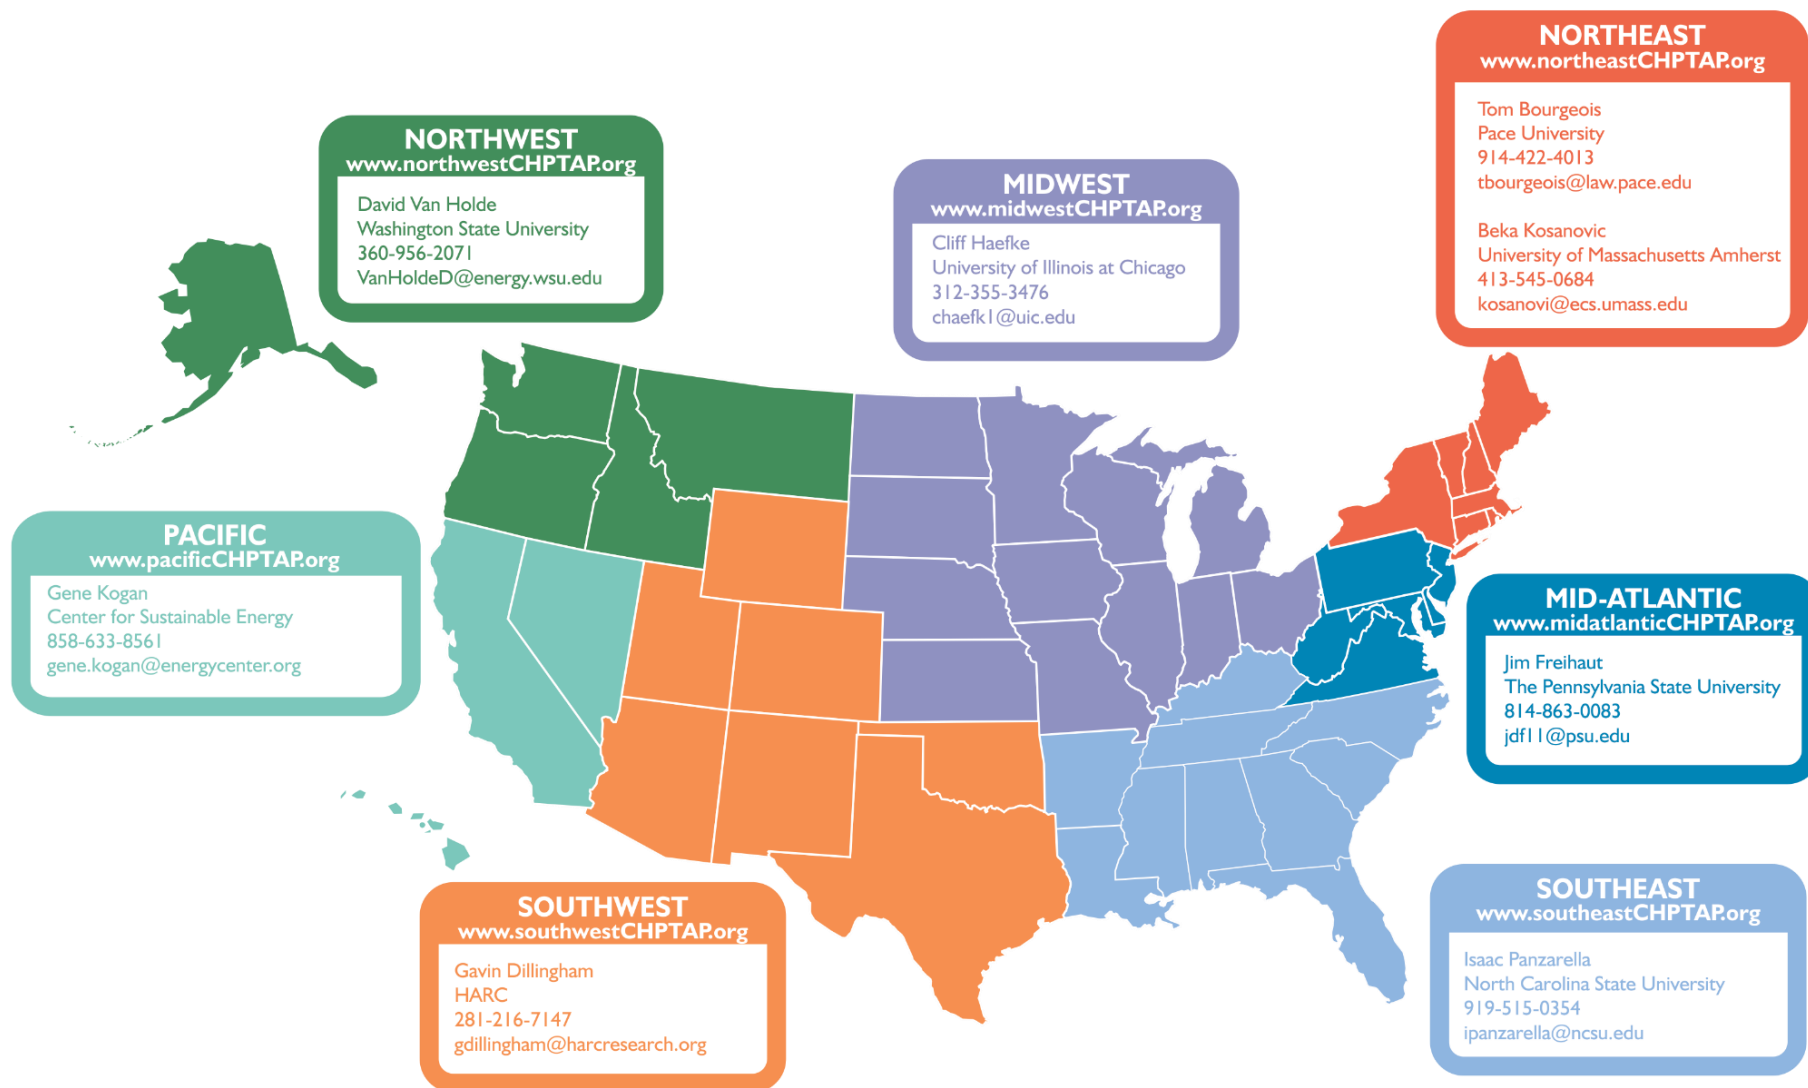 NORTHEAST
www.northeastCHPTAP.org
Tom Bourgeois
Pace University
914-422-4013
tbourgeois@law.pace.edu
Beka Kosanovic
University of Massachusetts Amherst
413-545-0684
kosanovi@ecs.umass.edu
NORTHWEST
www.northwestCHPTAP.org
David Van Holde
Washington State University
360-956-2071
VanHoldeD@energy.wsu.edu
MIDWEST
www.midwestCHPTAP.org
Cliff Haefke
University of Illinois at Chicago
312-355-3476
chaefk1@uic.edu
PACIFIC
www.pacificCHPTAP.org
Gene Kogan
Center for Sustainable Energy
858-633-8561
gene.kogan@energycenter.org
MID-ATLANTIC
www.midatlanticCHPTAP.org
Jim Freihaut
The Pennsylvania State University
814-863-0083
jdf11@psu.edu
SOUTHWEST
www.southwestCHPTAP.org
Gavin Dillingham
HARC
281-216-7147
gdillingham@harcresearch.org
SOUTHEAST
www.southeastCHPTAP.org
Isaac Panzarella
North Carolina State University
919-515-0354
ipanzarella@ncsu.edu